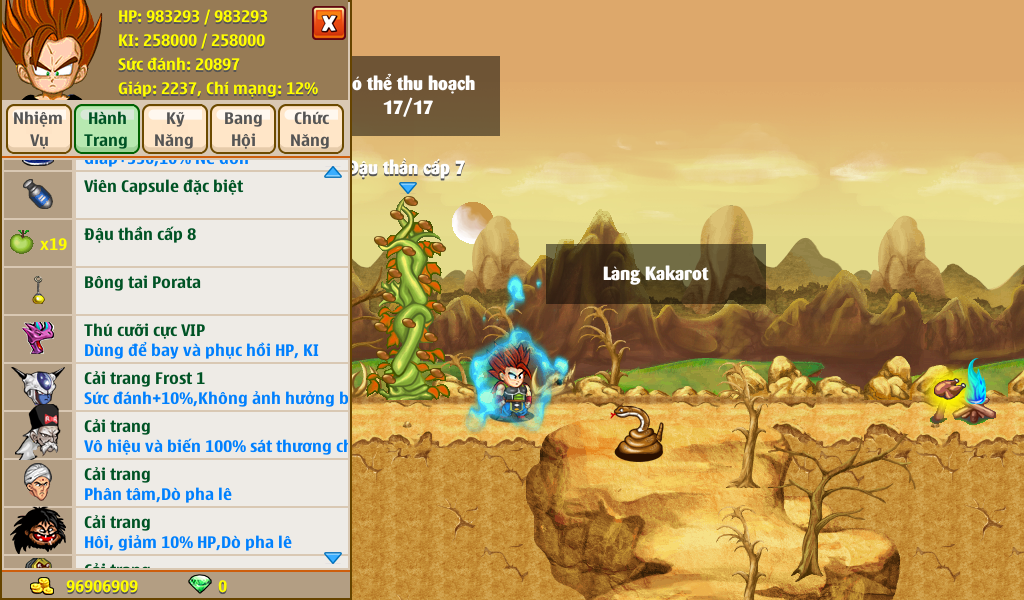 HP: 983293 / 983293
KI: 258000 / 258000
Sức đánh: 20897
Giáp: 2237, Chí mạng: 12%
X
Nhiệm Vụ
Hành Trang
Kỹ Năng
Bang Hội
Chức Năng
Viên Capsule đặc biệt
x19
Đậu thần cấp 8
Bông tai Porata
Thú cưỡi cực VIP
Dùng để bay và phục hồi HP, KI
Cải trang Frost 1
Sức đánh+10%,Không ảnh hưởng b
Cải trang
Vô hiệu và biến 100% sát thương ch
Cải trang
Phân tâm,Dò pha lê
Cải trang
Hôi, giảm 10% HP,Dò pha lê
Cải trang
96906909
0
ó thể thu hoạch
17/17
Đậu thần cấp 7
Làng Kakarot